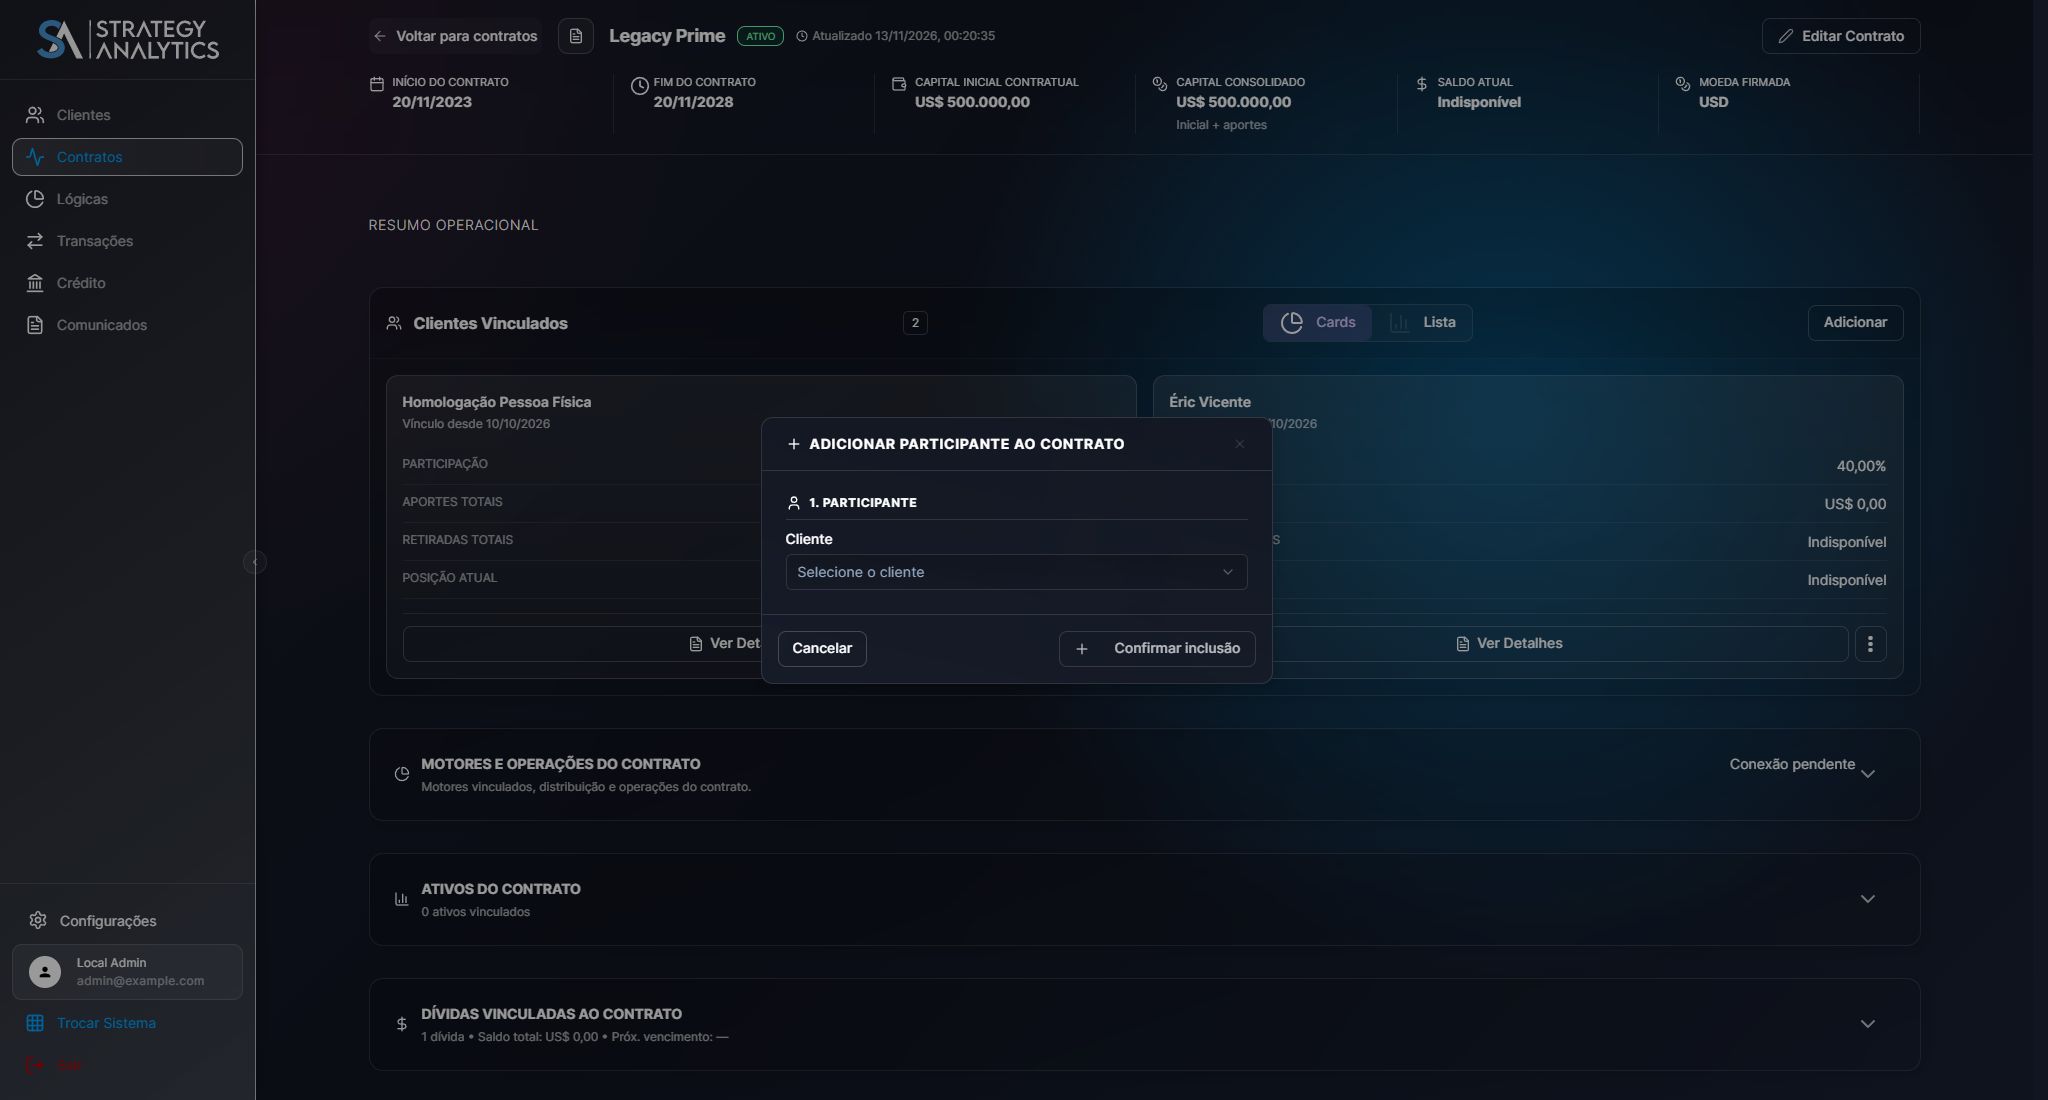 STRATEGY
ANALYTICS
Clientes
Contratos
Lógicas
Transações
Crédito
Comunicados
Configurações
Local Admin
admin@example.com
Trocar Sistema
Voltar para contratos
Legacy Prime
ATIVO
Atualizado 13/11/2026, 00:20:35
Editar Contrato
INÍCIO DO CONTRATO
20/11/2023
FIM DO CONTRATO
20/11/2028
CAPITAL INICIAL CONTRATUAL
US$ 500.000,00
CAPITAL CONSOLIDADO
US$ 500.000,00
Inicial + aportes
SALDO ATUAL
Indisponível
MOEDA FIRMADA
USD
RESUMO OPERACIONAL
Clientes Vinculados
2
Cards
Lista
Adicionar
Homologação Pessoa Física
Vínculo desde 10/10/2026
PARTICIPAÇÃO
APORTES TOTAIS
RETIRADAS TOTAIS
POSIÇÃO ATUAL
Ver Det
Éric Vicente
/10/2026
40,00%
US$ 0,00
S
Indisponível
Indisponível
Ver Detalhes
+ ADICIONAR PARTICIPANTE AO CONTRATO
1. PARTICIPANTE
Cliente
Selecione o cliente
Cancelar
+ Confirmar inclusão
MOTORES E OPERAÇÕES DO CONTRATO
Motores vinculados, distribuição e operações do contrato.
Conexão pendente
ATIVOS DO CONTRATO
0 ativos vinculados
DÍVIDAS VINCULADAS AO CONTRATO
1 dívida • Saldo total: US$ 0,00 • Próx. vencimento: —